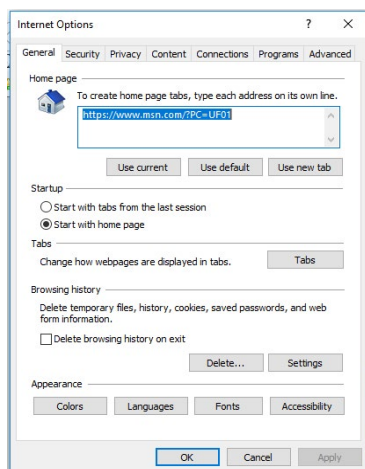 Internet Options ? X
General Security Privacy Content Connections Programs Advanced
Home page
To create home page tabs, type each address on its own line.
https://www.msn.com/?PC=UF01
Use current Use default Use new tab
Startup
Start with tabs from the last session
Start with home page
Tabs
Change how webpages are displayed in tabs. Tabs
Browsing history
Delete temporary files, history, cookies, saved passwords, and web
form information.
Delete browsing history on exit
Delete... Settings
Appearance
Colors Languages Fonts Accessibility
OK Cancel Apply